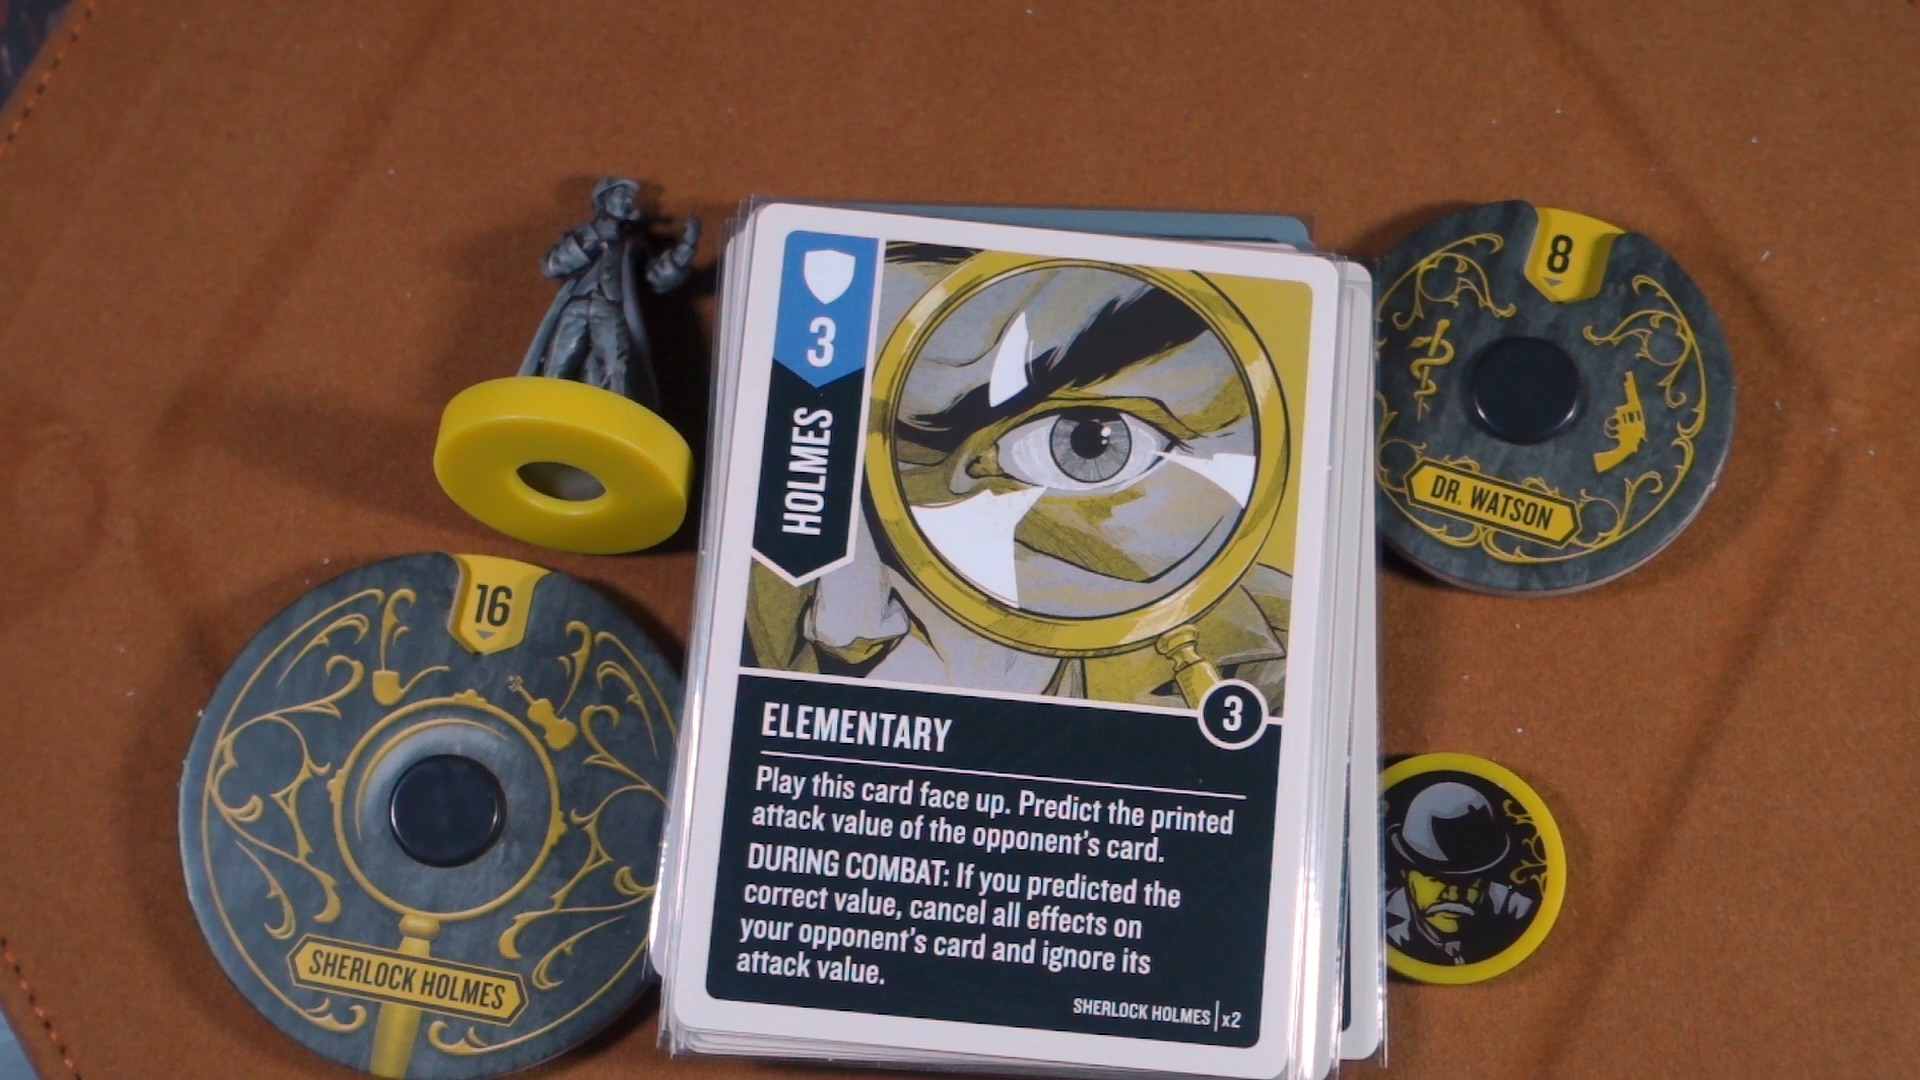 8
DR. WATSON
16
SHERLOCK HOLMES
3
HOLMES
3
ELEMENTARY
Play this card face up. Predict the printed
attack value of the opponent's card.
DURING COMBAT: If you predicted the
correct value, cancel all effects on
your opponent's card and ignore its
attack value.
SHERLOCK HOLMES | x2